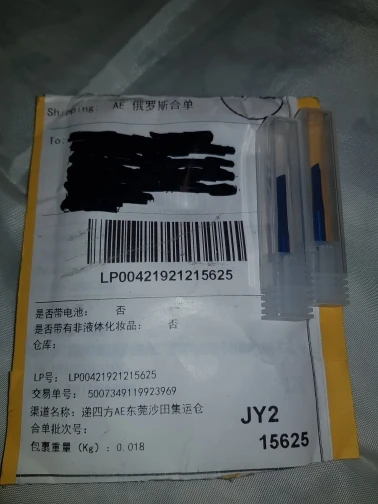 Shipping: AE 俄罗斯合单
To:
LP00421921215625
是否带电池： 否
是否带有非液体化妆品： 否
仓库：
LP号： LP00421921215625
交易单号： 5007349119923969
渠道名称：递四方AE东莞沙田集运仓
合单批次号：
包裹重量（Kg）：0.018
JY2
15625